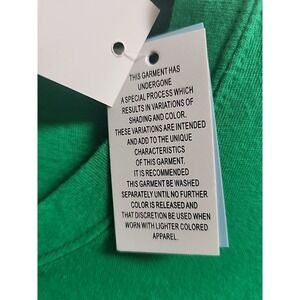 THIS GARMENT HAS
UNDERGONE
A SPECIAL PROCESS WHICH
RESULTS IN VARIATIONS OF
SHADING AND COLOR.
THESE VARIATIONS ARE INTENDED
AND ADD TO THE UNIQUE
CHARACTERISTICS
OF THIS GARMENT.
IT IS RECOMMENDED
THIS GARMENT BE WASHED
SEPARATELY UNTIL NO FURTHER
COLOR IS RELEASED AND
THAT DISCRETION BE USED WHEN
WORN WITH LIGHTER COLORED
APPAREL.